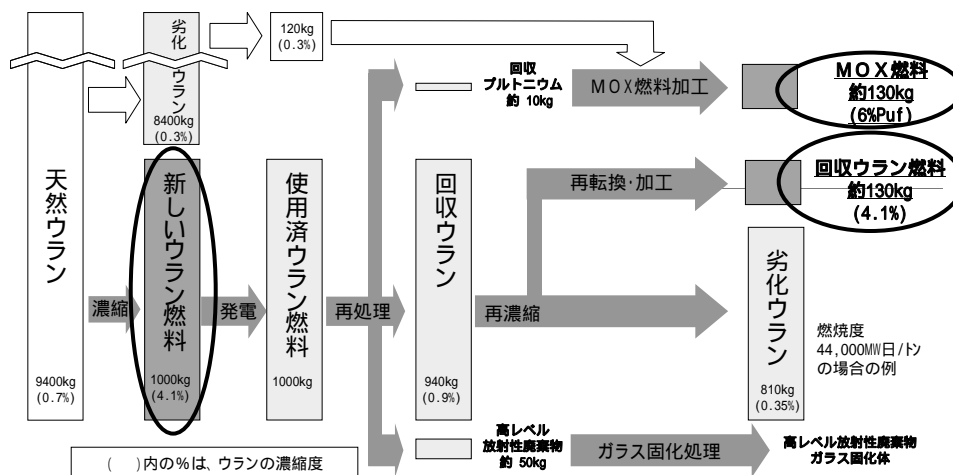 劣化ウラン
8400kg
(0.3%)
120kg
(0.3%)
回収
プルトニウム
約 10kg
MOX燃料加工
MOX燃料
約130kg
(6%Puf)
天然ウラン
9400kg
(0.7%)
濃縮
新しいウラン燃料
1000kg
(4.1%)
発電
使用済ウラン燃料
1000kg
再処理
回収ウラン
940kg
(0.9%)
再転換・加工
回収ウラン燃料
約130kg
(4.1%)
再濃縮
劣化ウラン
810kg
(0.35%)
燃焼度
44,000MW日/トン
の場合の例
高レベル
放射性廃棄物
約 50kg
ガラス固化処理
高レベル放射性廃棄物
ガラス固化体
( )内の%は、ウランの濃縮度